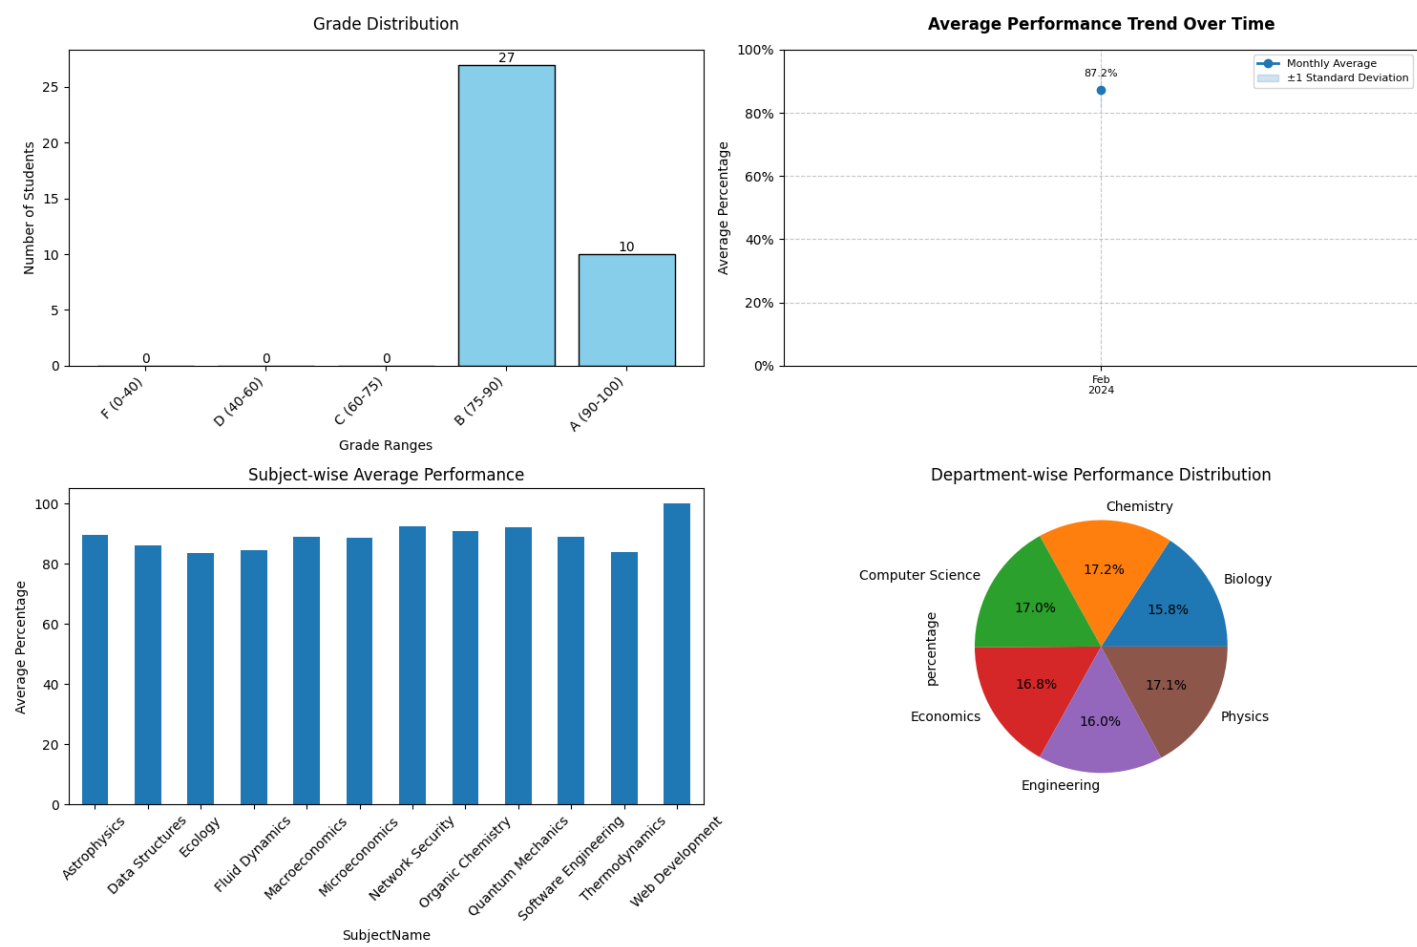 Grade Distribution
Number of Students
25
20
15
10
5
0
0
0
0
27
10
F (0-40)
D (40-60)
C (60-75)
B (75-90)
A (90-100)
Grade Ranges
Average Performance Trend Over Time
Average Percentage
100%
80%
60%
40%
20%
0%
87.2%
Monthly Average
±1 Standard Deviation
Feb
2024
Subject-wise Average Performance
Average Percentage
100
80
60
40
20
0
Astrophysics
Data Structures
Ecology
Fluid Dynamics
Macroeconomics
Microeconomics
Network Security
Organic Chemistry
Quantum Mechanics
Software Engineering
Thermodynamics
Web Development
SubjectName
Department-wise Performance Distribution
percentage
Chemistry
17.2%
Computer Science
17.0%
Biology
15.8%
Economics
16.8%
Engineering
16.0%
Physics
17.1%